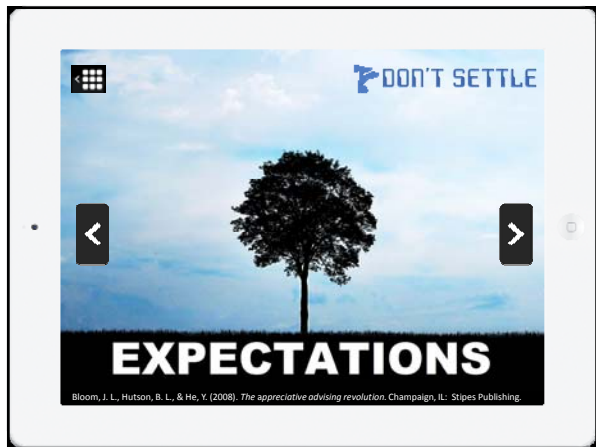 DON'T SETTLE
EXPECTATIONS
Bloom, J. L., Hutson, B. L., & He, Y. (2008). The appreciative advising revolution. Champaign, IL: Stipes Publishing.